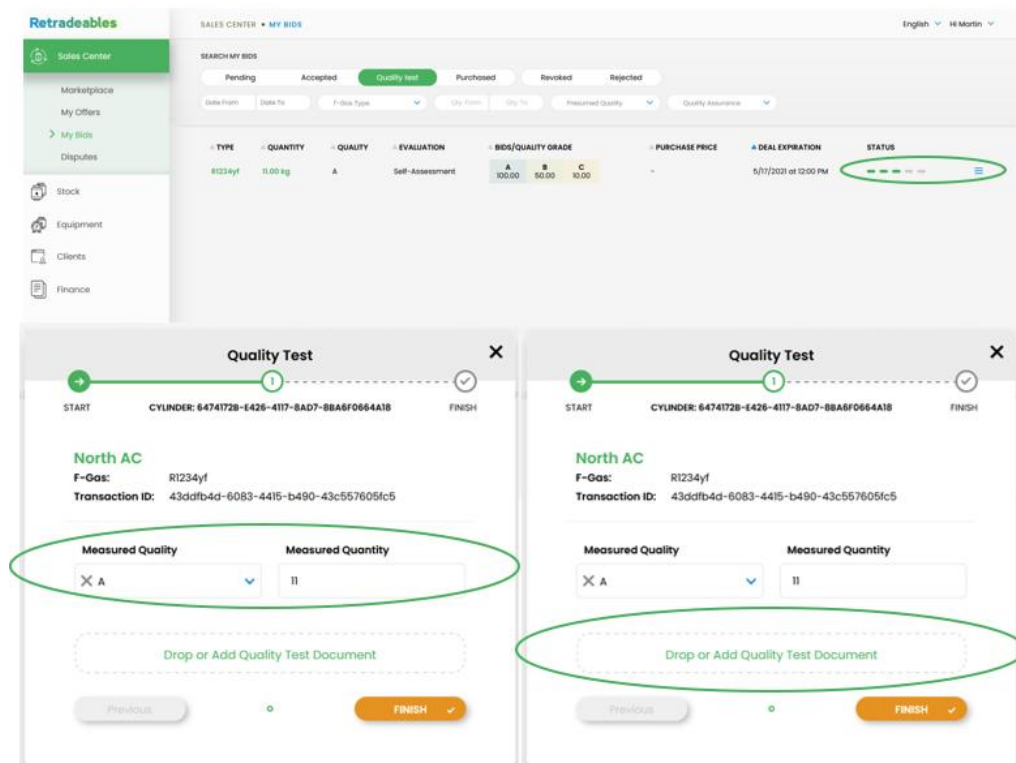 Retradeables
SALES CENTER • MY BIDS
English
Hi Martin
Sales Center
Marketplace
My Offers
My Bids
Disputes
Stock
Equipment
Clients
Finance
SEARCH MY BIDS
Pending Accepted Quality test Purchased Revoked Rejected
Date From Date To F-Gas Type Qty From Qty To Presumed Quality Quality Assurance
TYPE QUANTITY QUALITY EVALUATION BIDS/QUALITY GRADE PURCHASE PRICE DEAL EXPIRATION STATUS
R1234yf 11.00 kg A Self-Assessment A B C - 5/17/2021 at 12:00 PM
100.00 50.00 10.00
Quality Test
1
START CYLINDER: 6474172B-E426-4117-8AD7-8BA6F0664A18 FINISH
North AC
F-Gas: R1234yf
Transaction ID: 43ddfb4d-6083-4415-b490-43c557605fc5
Measured Quality Measured Quantity
A 11
Drop or Add Quality Test Document
Previous FINISH
Quality Test
1
START CYLINDER: 6474172B-E426-4117-8AD7-8BA6F0664A18 FINISH
North AC
F-Gas: R1234yf
Transaction ID: 43ddfb4d-6083-4415-b490-43c557605fc5
Measured Quality Measured Quantity
A 11
Drop or Add Quality Test Document
Previous FINISH